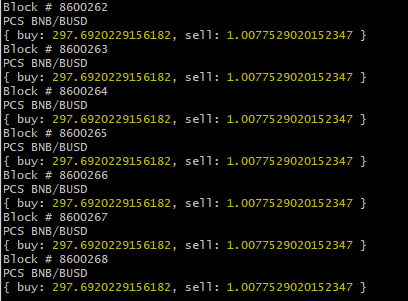 Block # 8600262
PCS BNB/BUSD
{ buy: 297.6920229156182, sell: 1.0077529020152347 }
Block # 8600263
PCS BNB/BUSD
{ buy: 297.6920229156182, sell: 1.0077529020152347 }
Block # 8600264
PCS BNB/BUSD
{ buy: 297.6920229156182, sell: 1.0077529020152347 }
Block # 8600265
PCS BNB/BUSD
{ buy: 297.6920229156182, sell: 1.0077529020152347 }
Block # 8600266
PCS BNB/BUSD
{ buy: 297.6920229156182, sell: 1.0077529020152347 }
Block # 8600267
PCS BNB/BUSD
{ buy: 297.6920229156182, sell: 1.0077529020152347 }
Block # 8600268
PCS BNB/BUSD
{ buy: 297.6920229156182, sell: 1.0077529020152347 }